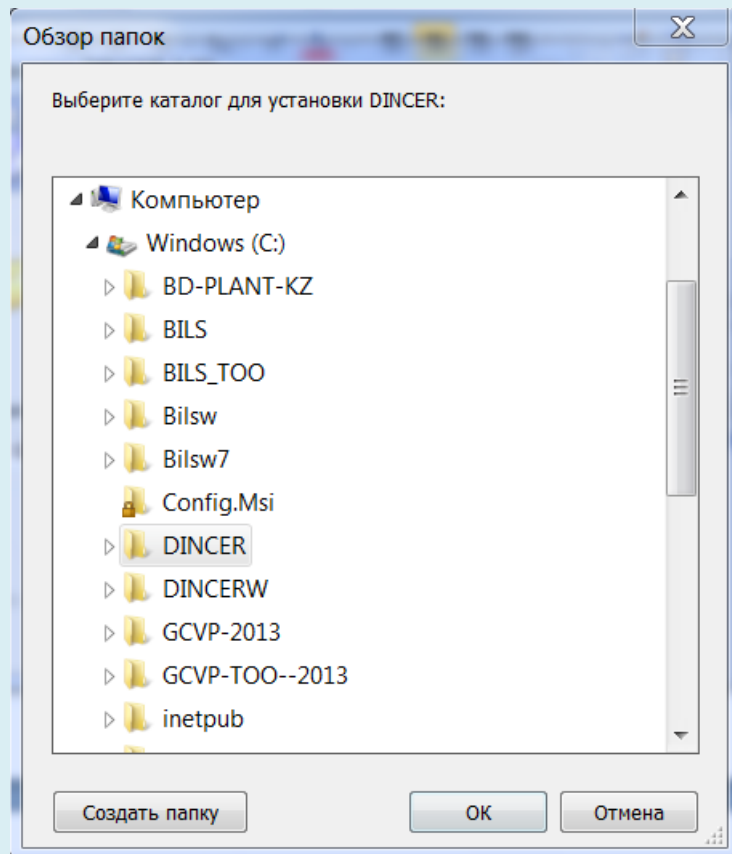 Обзор папок
Выберите каталог для установки DINCER:
Компьютер
Windows (C:)
BD-PLANT-KZ
BILS
BILS_TOO
Bilsw
Bilsw7
Config.Msi
DINCER
DINCERW
GCVP-2013
GCVP-TOO--2013
inetpub
Создать папку ОК Отмена